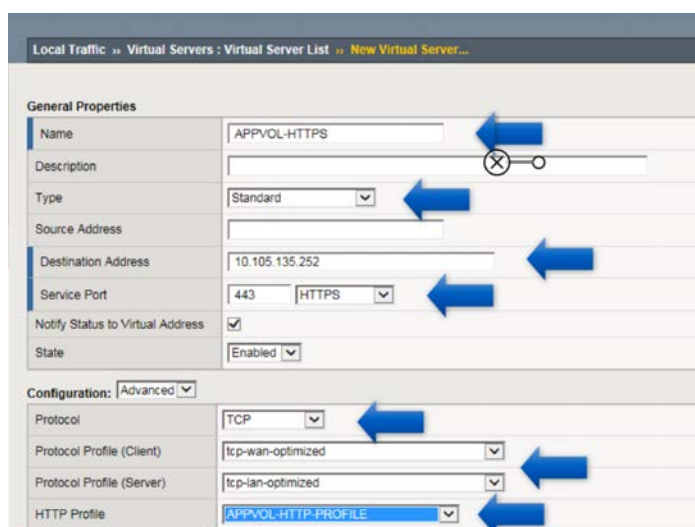 Local Traffic » Virtual Servers : Virtual Server List » New Virtual Server...
General Properties
Name APPVOL-HTTPS
Description
Type Standard
Source Address
Destination Address 10.105.135.252
Service Port 443 HTTPS
Notify Status to Virtual Address
State Enabled
Configuration: Advanced
Protocol TCP
Protocol Profile (Client) tcp-wan-optimized
Protocol Profile (Server) tcp-lan-optimized
HTTP Profile APPVOL-HTTP-PROFILE